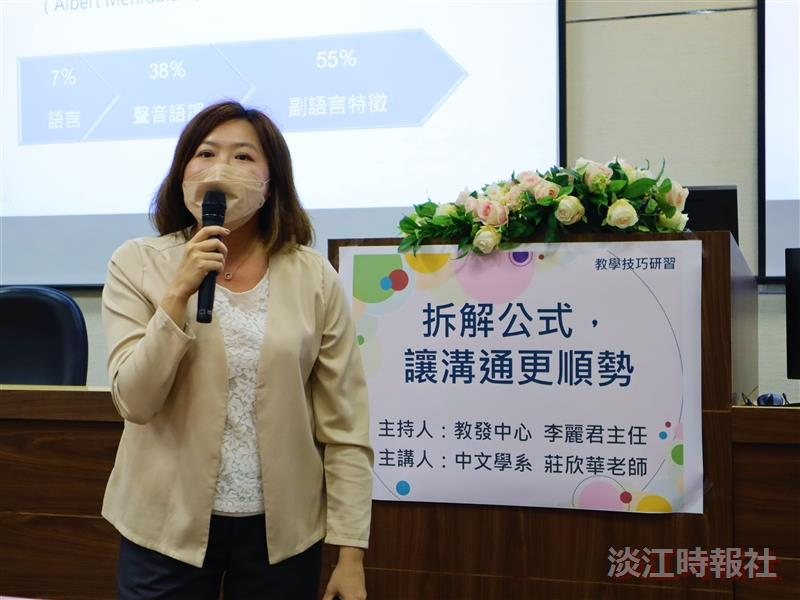 ( Albert Mehrabian
7%
38%
55%
語言
聲音語調
副語言特徵
教學技巧研習
拆解公式，
讓溝通更順勢
主持人：教發中心 李麗君主任
主講人：中文學系 莊欣華老師
淡江時報社